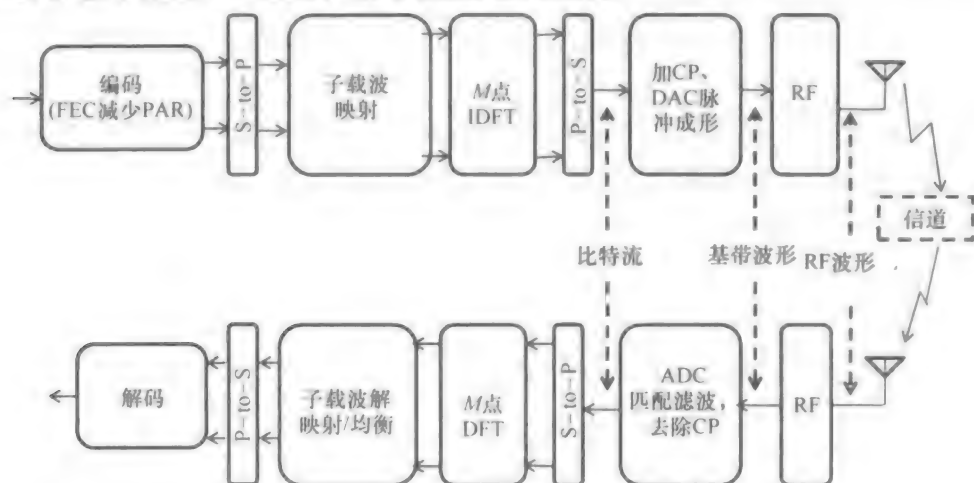 编码
(FEC减少PAR)
S-to-P
子载波
映射
M点
IDFT
P-to-S
加CP、
DAC脉
冲成形
RF
信道
比特流
基带波形
RF波形
解码
P-to-S
子载波解
映射/均衡
M点
DFT
S-to-P
ADC
匹配滤波,
去除CP
RF